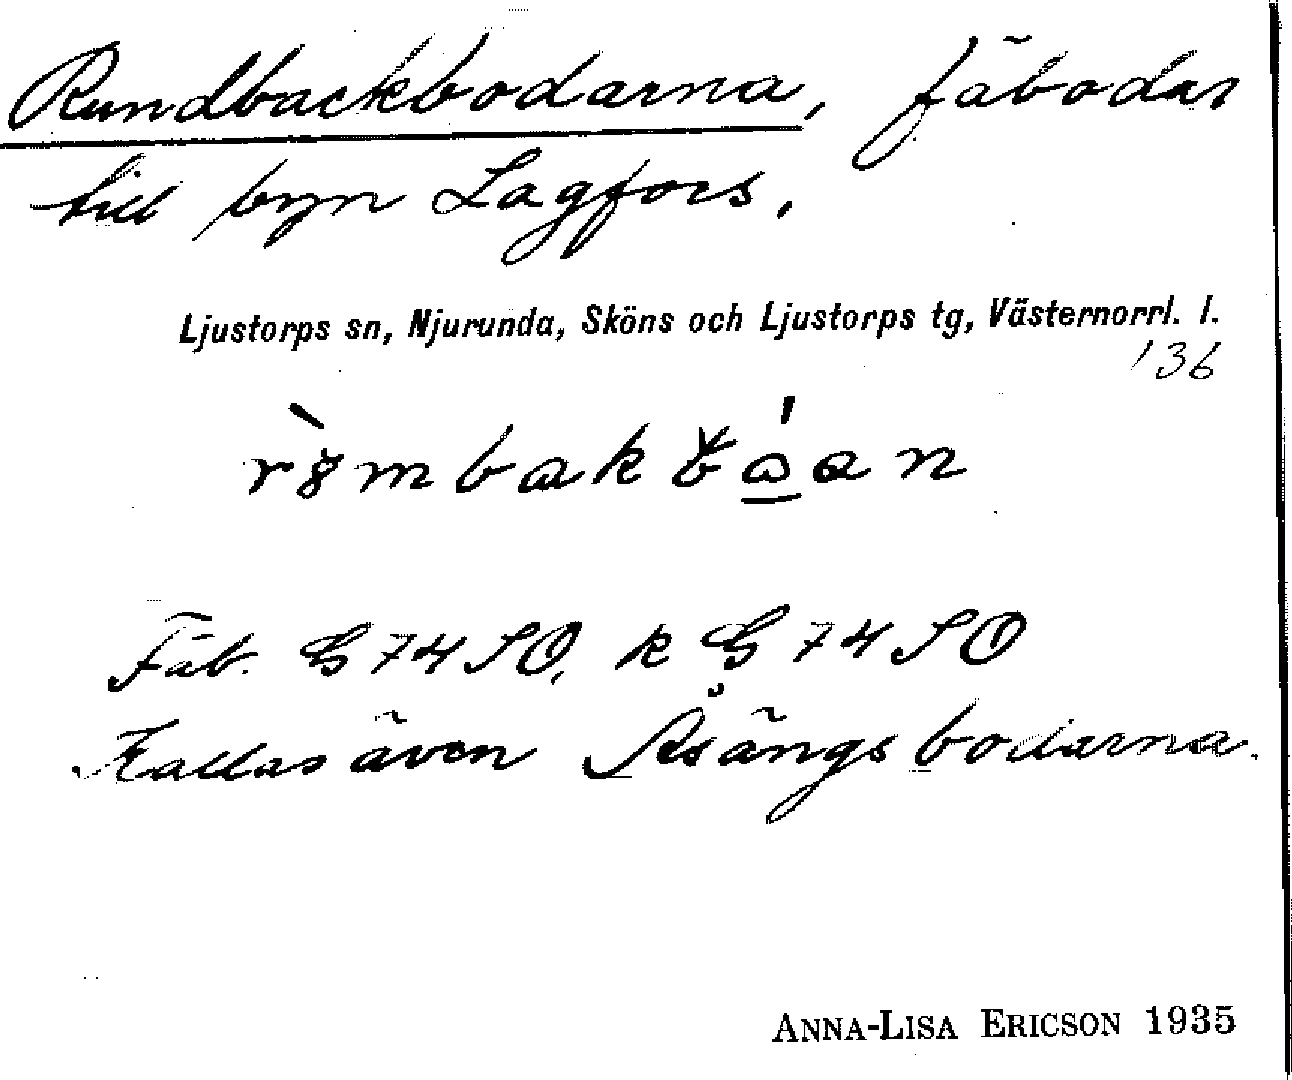 Rundbackbodarna, fäbodar
till byn Lagfors.
Ljustorps sn, Njurunda, Sköns och Ljustorps tg, Västernorrl. l.
136
Fäb. G 74 SO, k G 74 SO
Kallas även Åsängsbodarna.
ANNA-LISA ERICSON 1935